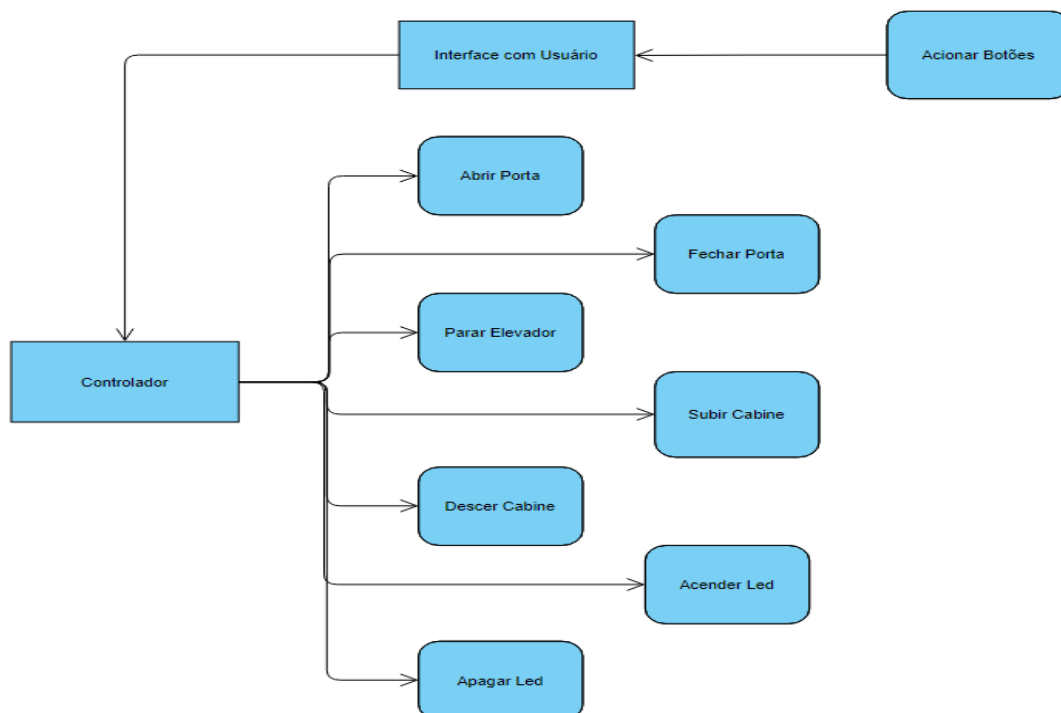 Interface com Usuário
Acionar Botões
Abrir Porta
Fechar Porta
Parar Elevador
Controlador
Subir Cabine
Descer Cabine
Acender Led
Apagar Led